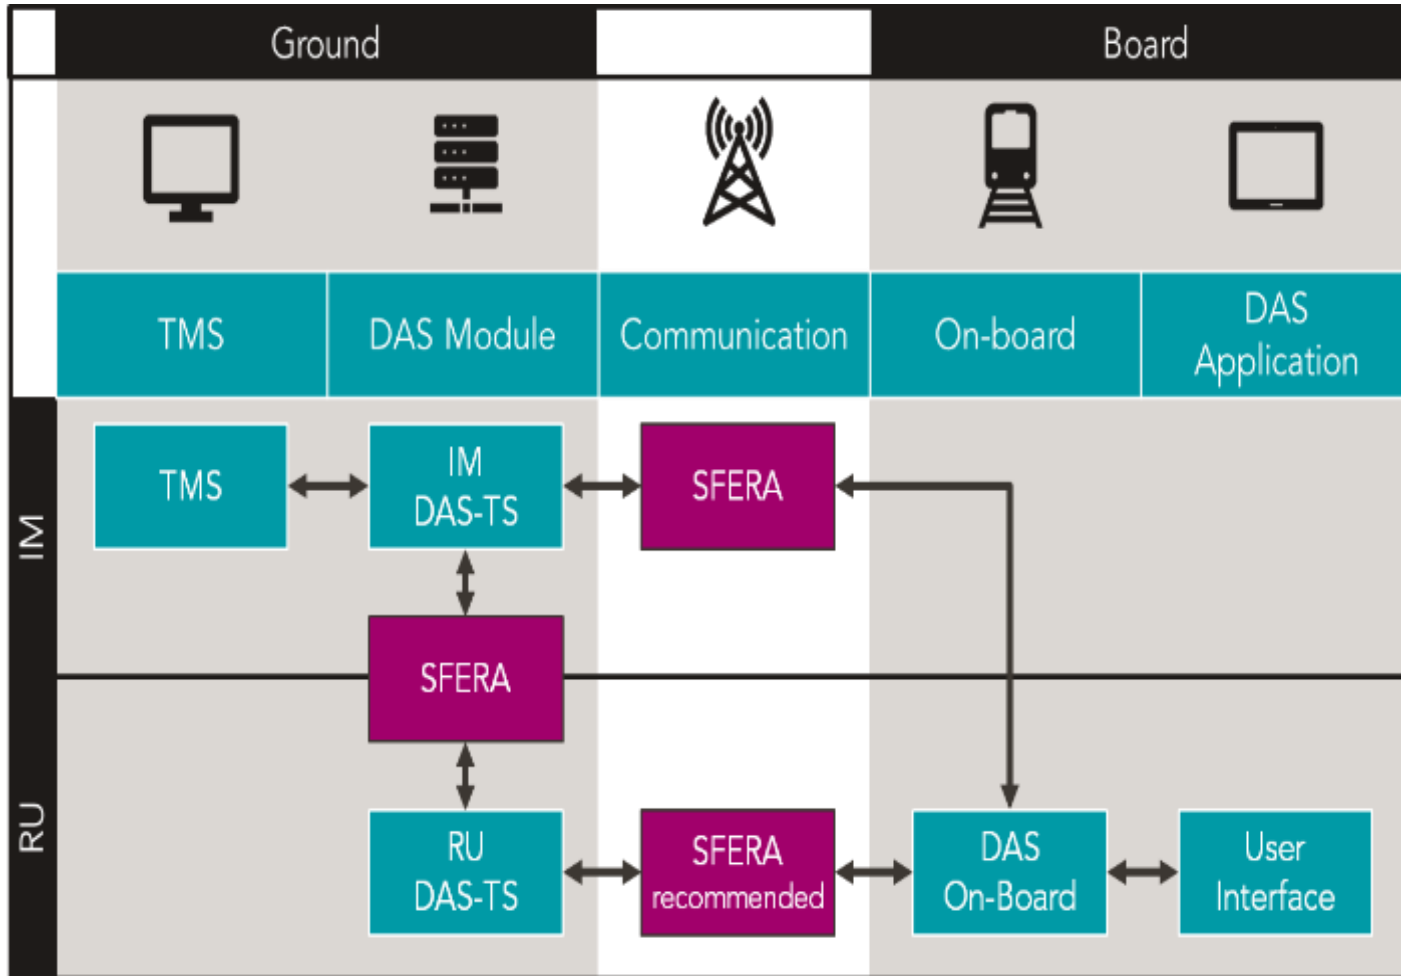 Ground
Board
TMS
DAS Module
Communication
On-board
DAS
Application
IM
TMS
IM
DAS-TS
SFERA
SFERA
RU
RU
DAS-TS
SFERA
recommended
DAS
On-Board
User
Interface